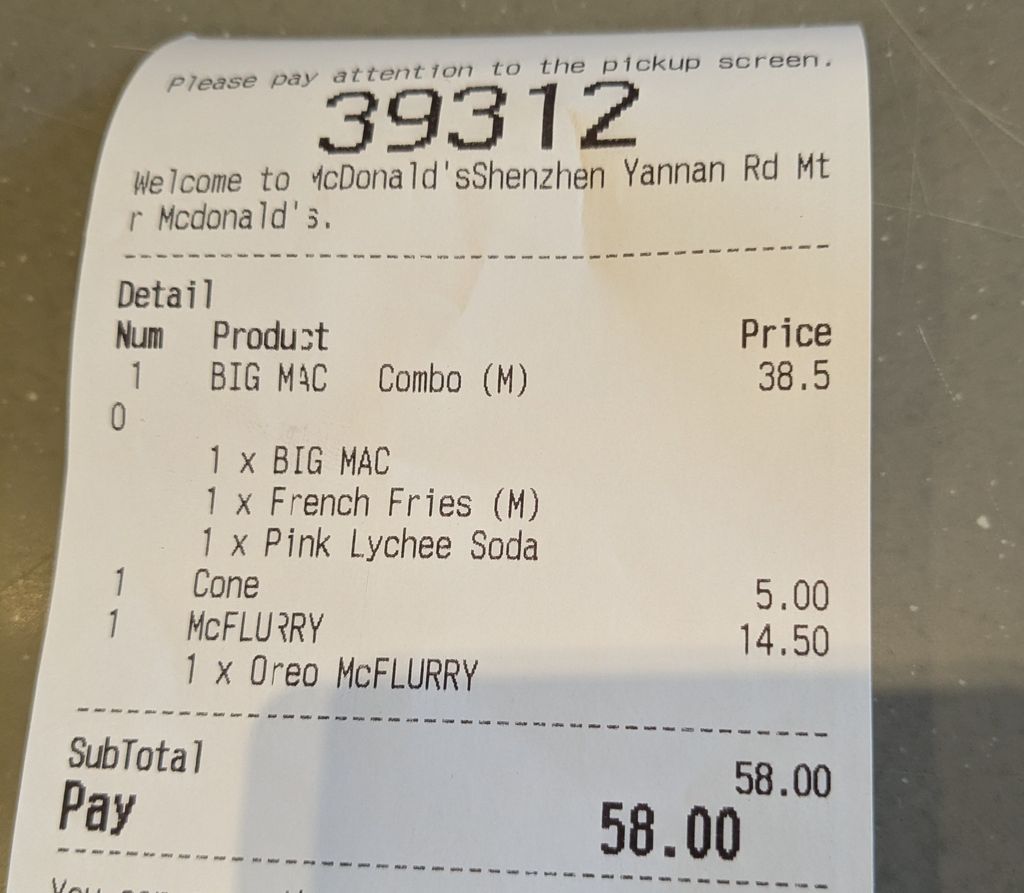 Please pay attention to the pickup screen.
39312
Welcome to McDonald'sShenzhen Yannan Rd Mt
r Mcdonald's.
Detail
Num Product Price
1 BIG MAC Combo (M) 38.5
0
1 x BIG MAC
1 x French Fries (M)
1 x Pink Lychee Soda
1 Cone 5.00
1 McFLURRY 14.50
1 x Oreo McFLURRY
SubTotal 58.00
Pay 58.00
You